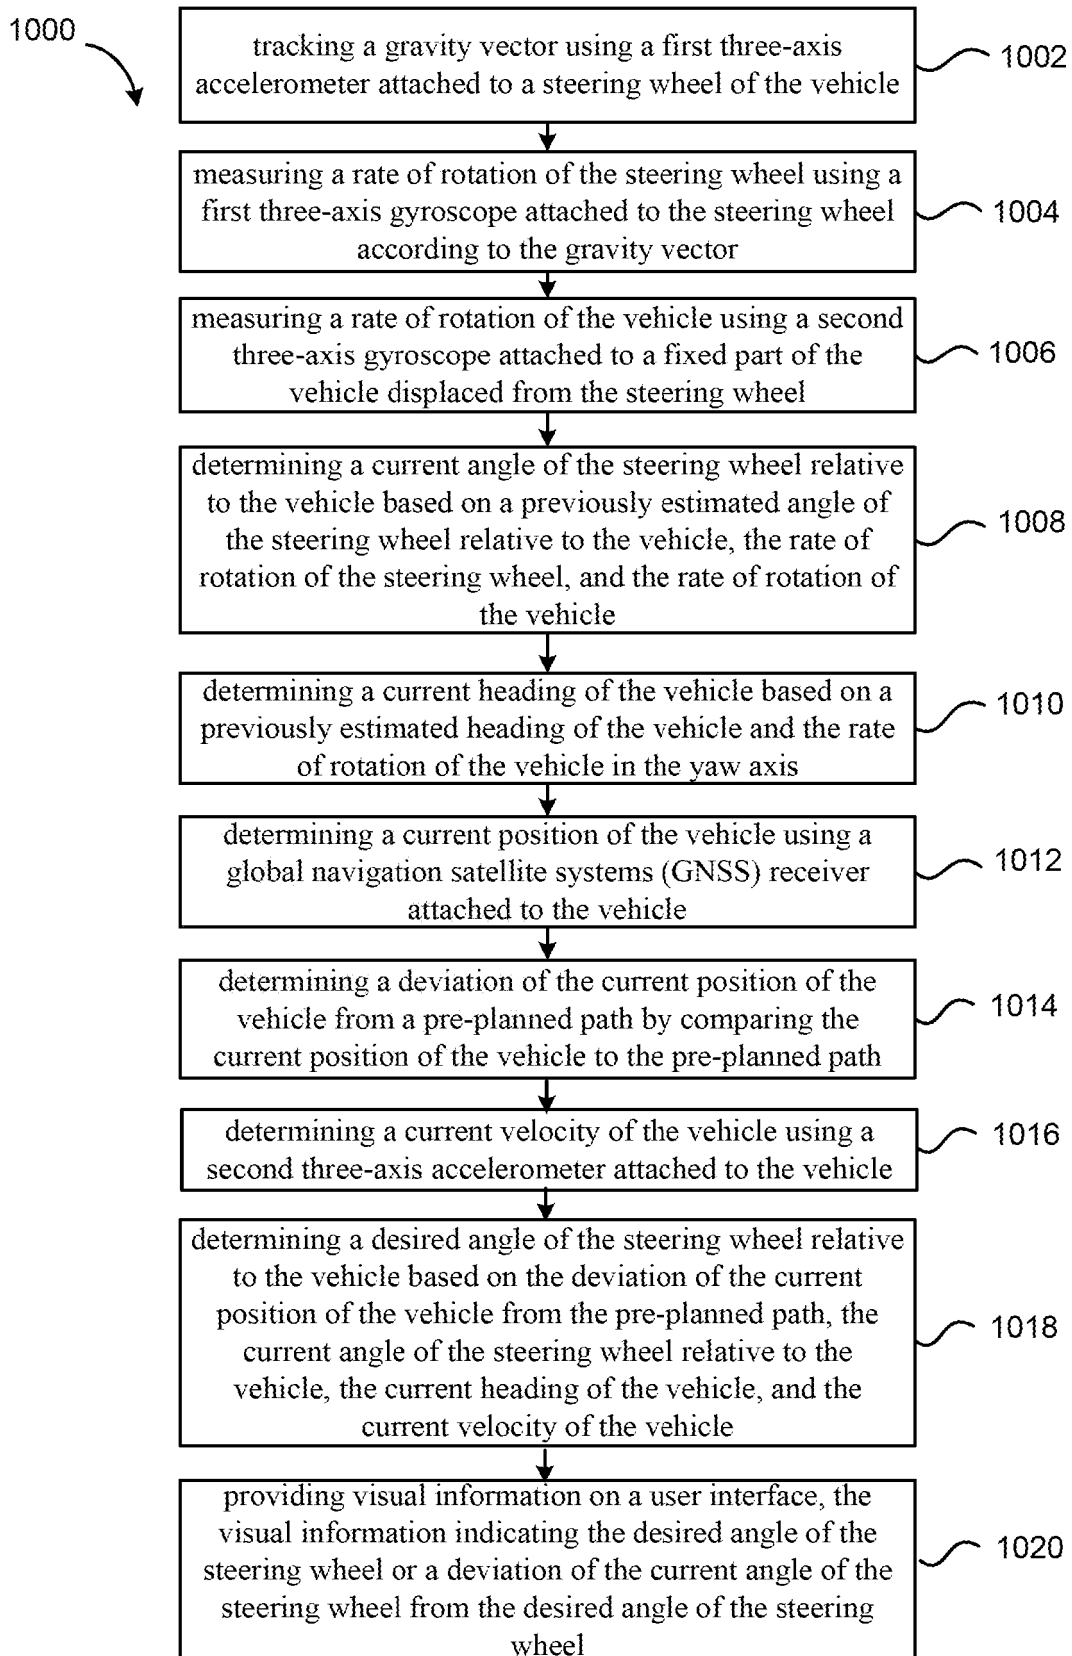 1000
tracking a gravity vector using a first three-axis
accelerometer attached to a steering wheel of the vehicle
1002
measuring a rate of rotation of the steering wheel using a
first three-axis gyroscope attached to the steering wheel
according to the gravity vector
1004
measuring a rate of rotation of the vehicle using a second
three-axis gyroscope attached to a fixed part of the
vehicle displaced from the steering wheel
1006
determining a current angle of the steering wheel relative
to the vehicle based on a previously estimated angle of
the steering wheel relative to the vehicle, the rate of
rotation of the steering wheel, and the rate of rotation of
the vehicle
1008
determining a current heading of the vehicle based on a
previously estimated heading of the vehicle and the rate
of rotation of the vehicle in the yaw axis
1010
determining a current position of the vehicle using a
global navigation satellite systems (GNSS) receiver
attached to the vehicle
1012
determining a deviation of the current position of the
vehicle from a pre-planned path by comparing the
current position of the vehicle to the pre-planned path
1014
determining a current velocity of the vehicle using a
second three-axis accelerometer attached to the vehicle
1016
determining a desired angle of the steering wheel relative
to the vehicle based on the deviation of the current
position of the vehicle from the pre-planned path, the
current angle of the steering wheel relative to the
vehicle, the current heading of the vehicle, and the
current velocity of the vehicle
1018
providing visual information on a user interface, the
visual information indicating the desired angle of the
steering wheel or a deviation of the current angle of the
steering wheel from the desired angle of the steering
wheel
1020